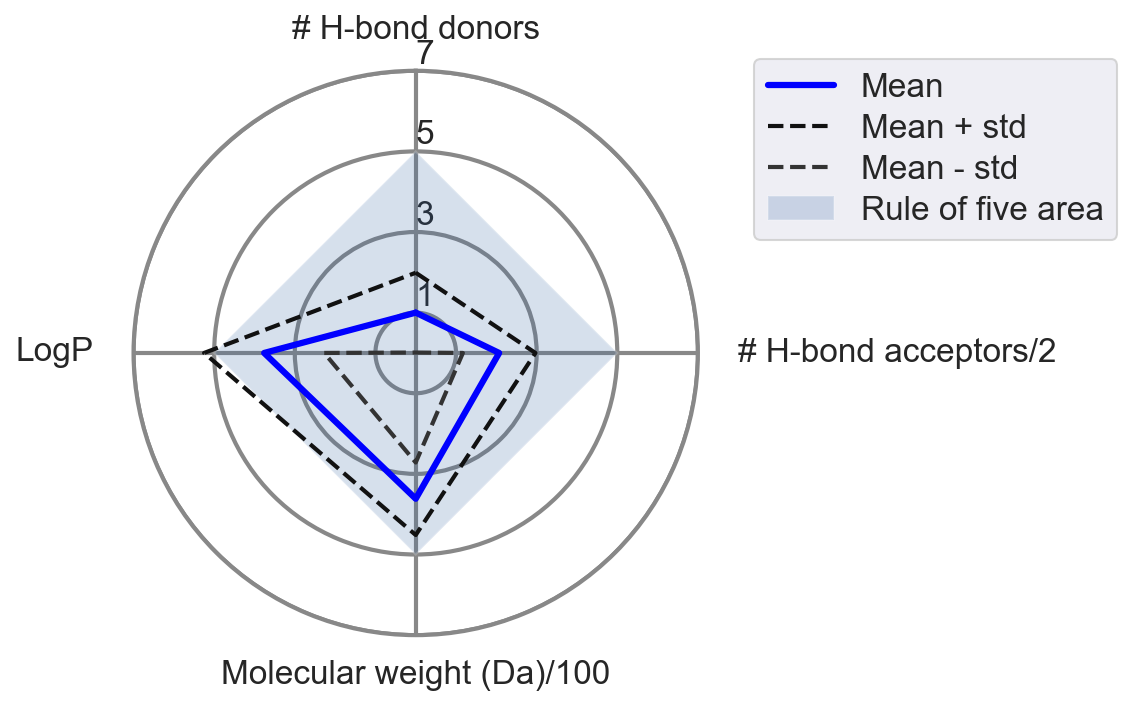 # H-bond donors
7
5
3
1
LogP
# H-bond acceptors/2
Molecular weight (Da)/100
Mean
Mean + std
Mean - std
Rule of five area